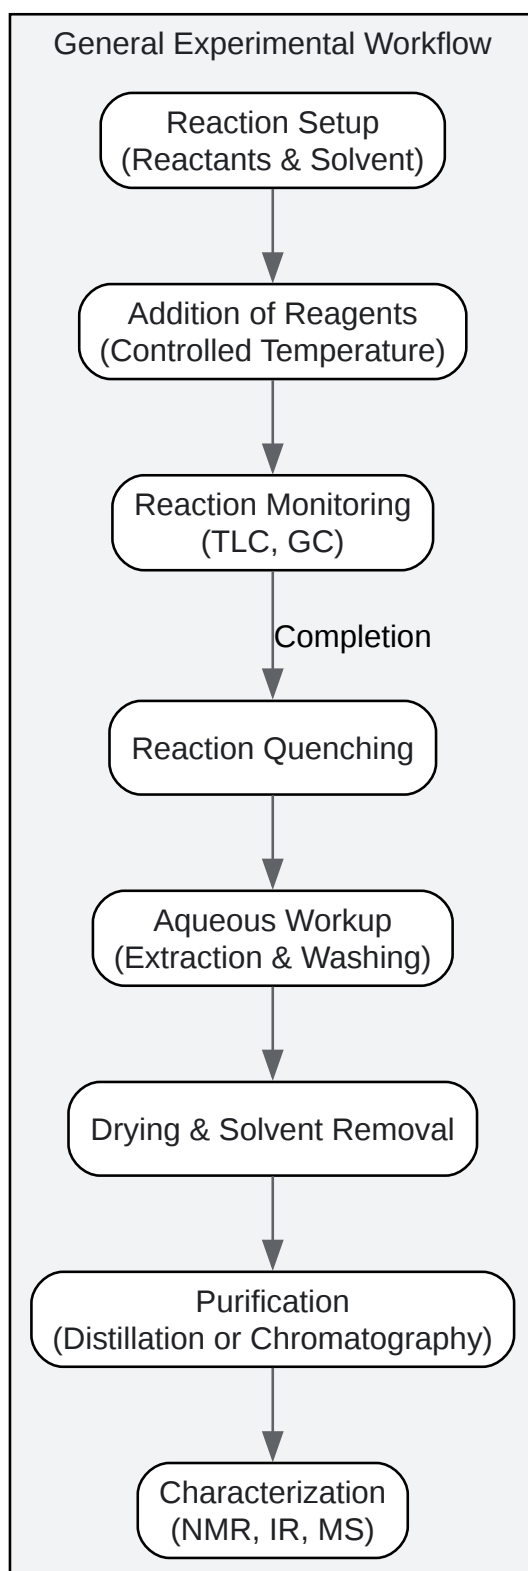 General Experimental Workflow
Reaction Setup
(Reactants & Solvent)
Addition of Reagents
(Controlled Temperature)
Reaction Monitoring
(TLC, GC)
Completion
Reaction Quenching
Aqueous Workup
(Extraction & Washing)
Drying & Solvent Removal
Purification
(Distillation or Chromatography)
Characterization
(NMR, IR, MS)